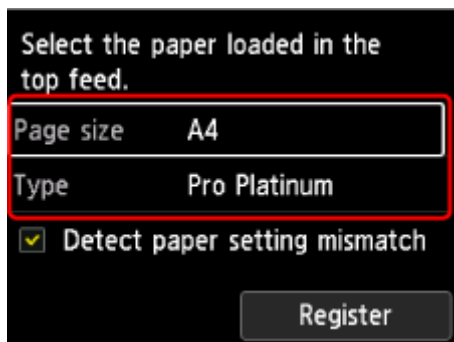 Select the paper loaded in the
top feed.
Page size A4
Type Pro Platinum
Detect paper setting mismatch
Register